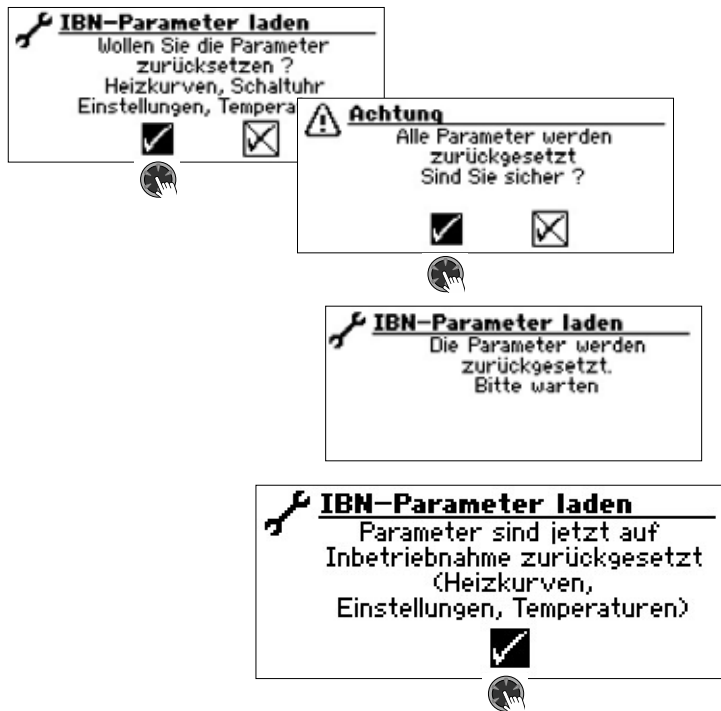 IBN-Parameter laden
Wollen Sie die Parameter
zurücksetzen ?
Heizkurven, Schaltuhr
Einstellungen,
Achtung
Alle Parameter werden
zurückgesetzt
Sind Sie sicher ?
IBN-Parameter laden
Die Parameter werden
zurückgesetzt.
Bitte warten
IBN-Parameter laden
Parameter sind jetzt auf
Inbetriebnahme zurückgesetzt
(Heizkurven,
Einstellungen, Temperaturen)